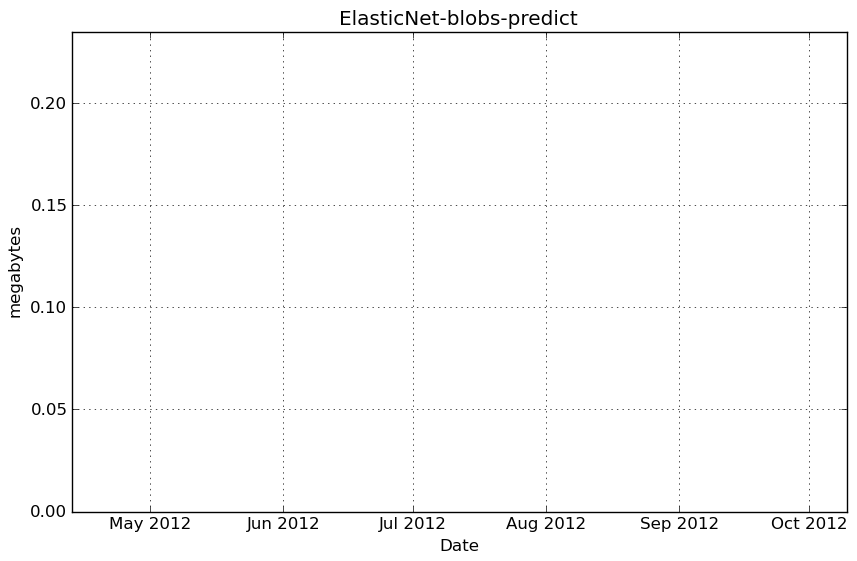 ElasticNet-blobs-predict
0.20
0.15
0.10
0.05
0.00
megabytes
May 2012 Jun 2012 Jul 2012 Aug 2012 Sep 2012 Oct 2012
Date